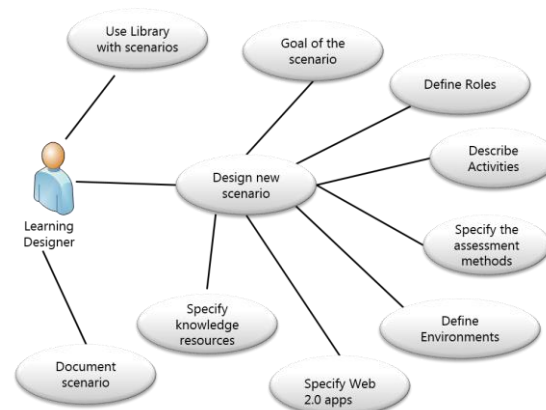 Use Library
with scenarios
Goal of the
scenario
Define Roles
Describe
Activities
Design new
scenario
Learning
Designer
Specify the
assessment
methods
Specify
knowledge
resources
Define
Environments
Document
scenario
Specify Web
2.0 apps